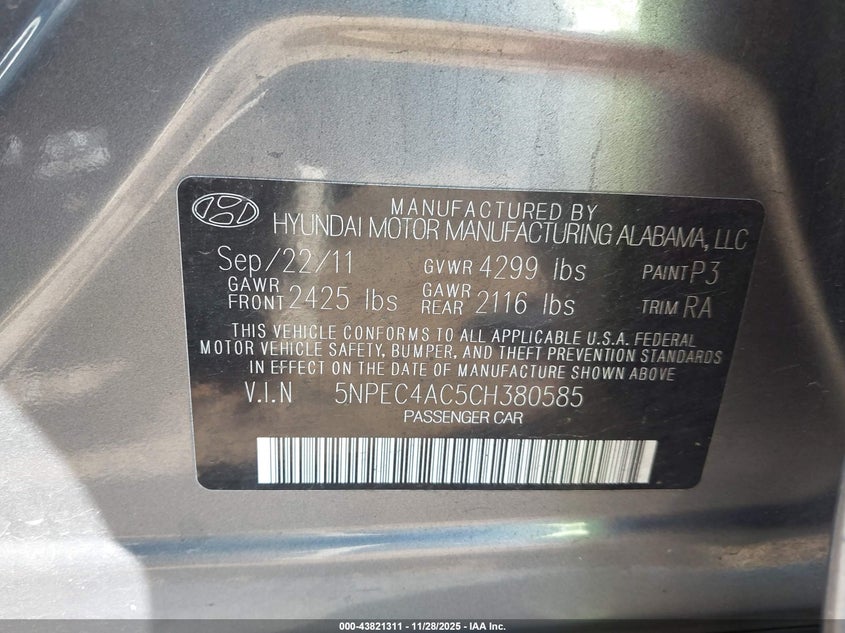 MANUFACTURED BY
HYUNDAI MOTOR MANUFACTURING ALABAMA, LLC
Sep/22/11 GVWR 4299 lbs PAINT P3
GAWR FRONT 2425 lbs GAWR REAR 2116 lbs TRIM RA
THIS VEHICLE CONFORMS TO ALL APPLICABLE U.S.A. FEDERAL
MOTOR VEHICLE SAFETY, BUMPER, AND THEFT PREVENTION STANDARDS
IN EFFECT ON THE DATE OF MANUFACTURE SHOWN ABOVE
V.I.N 5NPEC4AC5CH380585
PASSENGER CAR
000-43821311 - 11/28/2025 - IAA Inc.